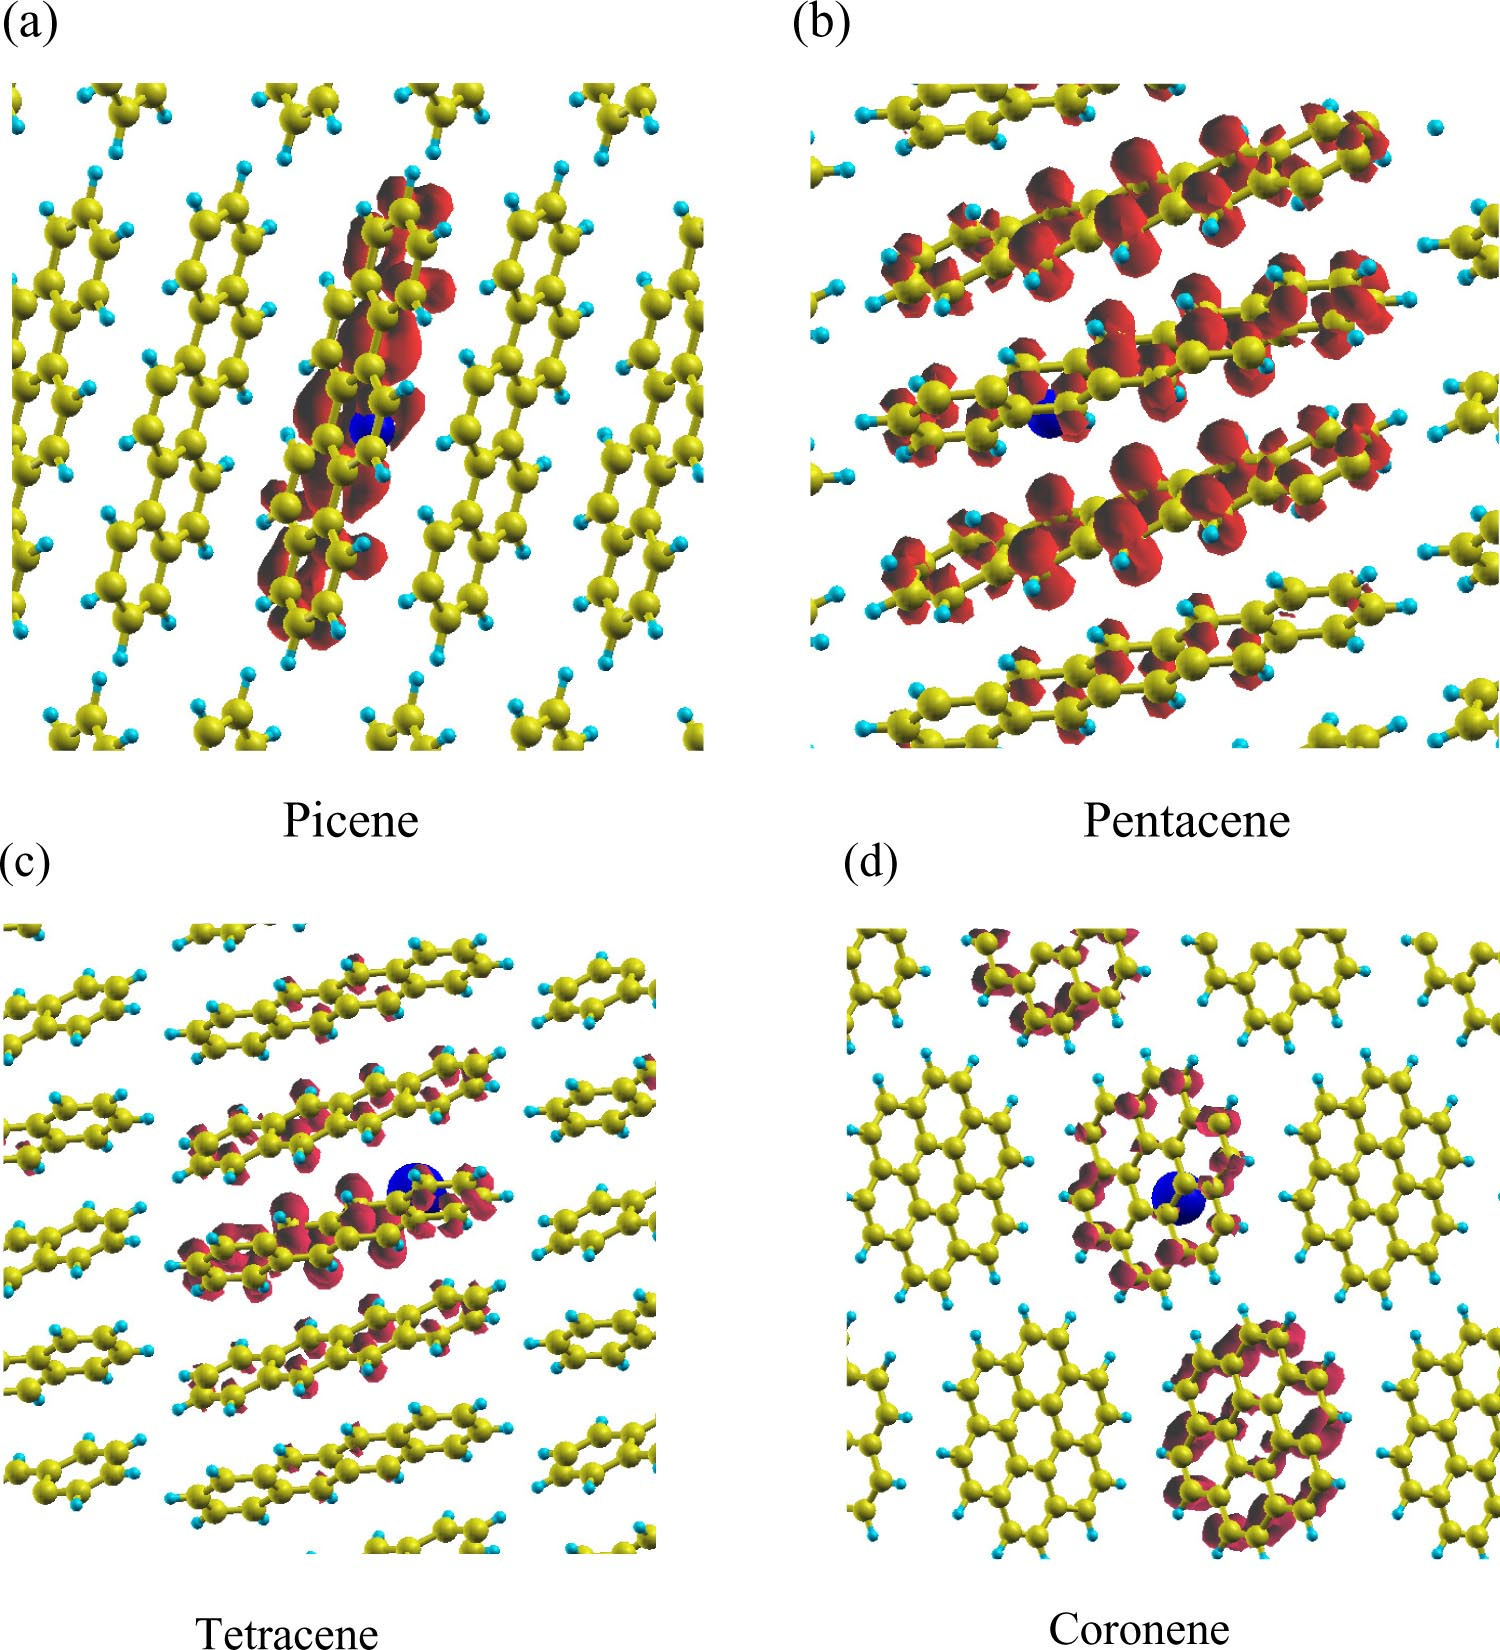 (a)
(b)
Picene
Pentacene
(c)
(d)
Tetracene
Coronene